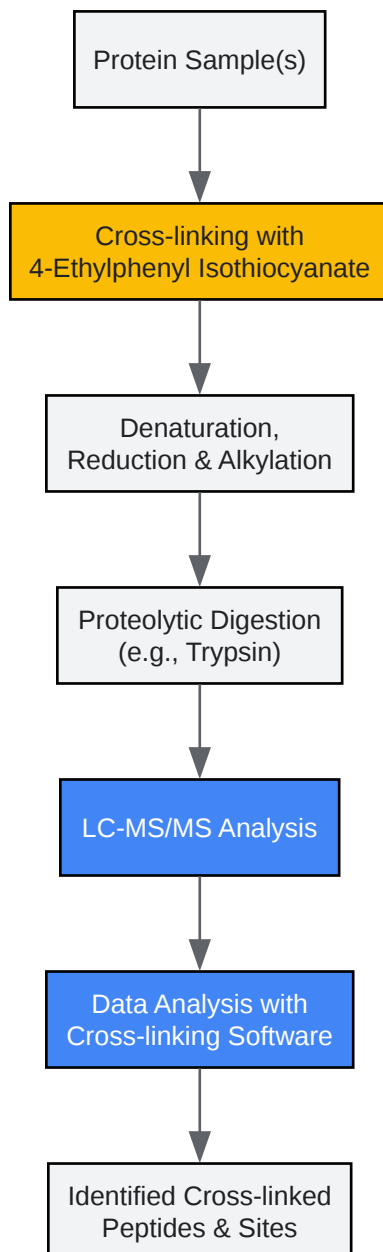 Protein Sample(s)
Cross-linking with
4-Ethylphenyl Isothiocyanate
Denaturation,
Reduction & Alkylation
Proteolytic Digestion
(e.g., Trypsin)
LC-MS/MS Analysis
Data Analysis with
Cross-linking Software
Identified Cross-linked
Peptides & Sites